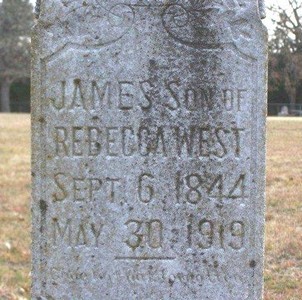 JAMES SON OF
REBECCA WEST
SEPT. 6 1844
MAY 30 1919